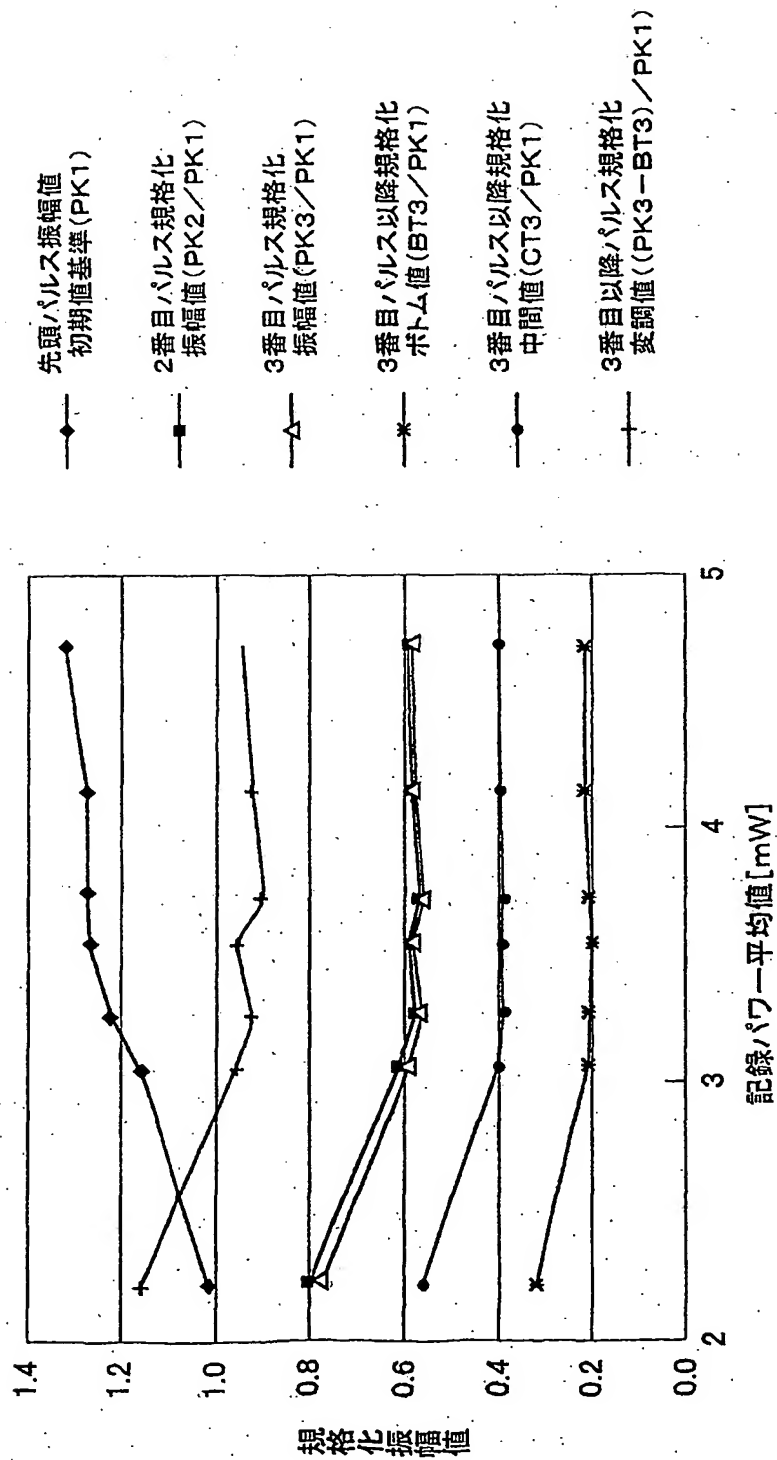 規格化振幅値
1.4
1.2
1.0
0.8
0.6
0.4
0.2
0.0
2
3
4
5
記録パワー平均値[mW]
先頭パルス振幅値
初期値基準(PK1)
2番目パルス規格化
振幅値(PK2/PK1)
3番目パルス規格化
振幅値(PK3/PK1)
3番目パルス以降規格化
ボトム値(BT3/PK1)
3番目パルス以降規格化
中間値(CT3/PK1)
3番目以降パルス規格化
変調値((PK3-BT3)/PK1)